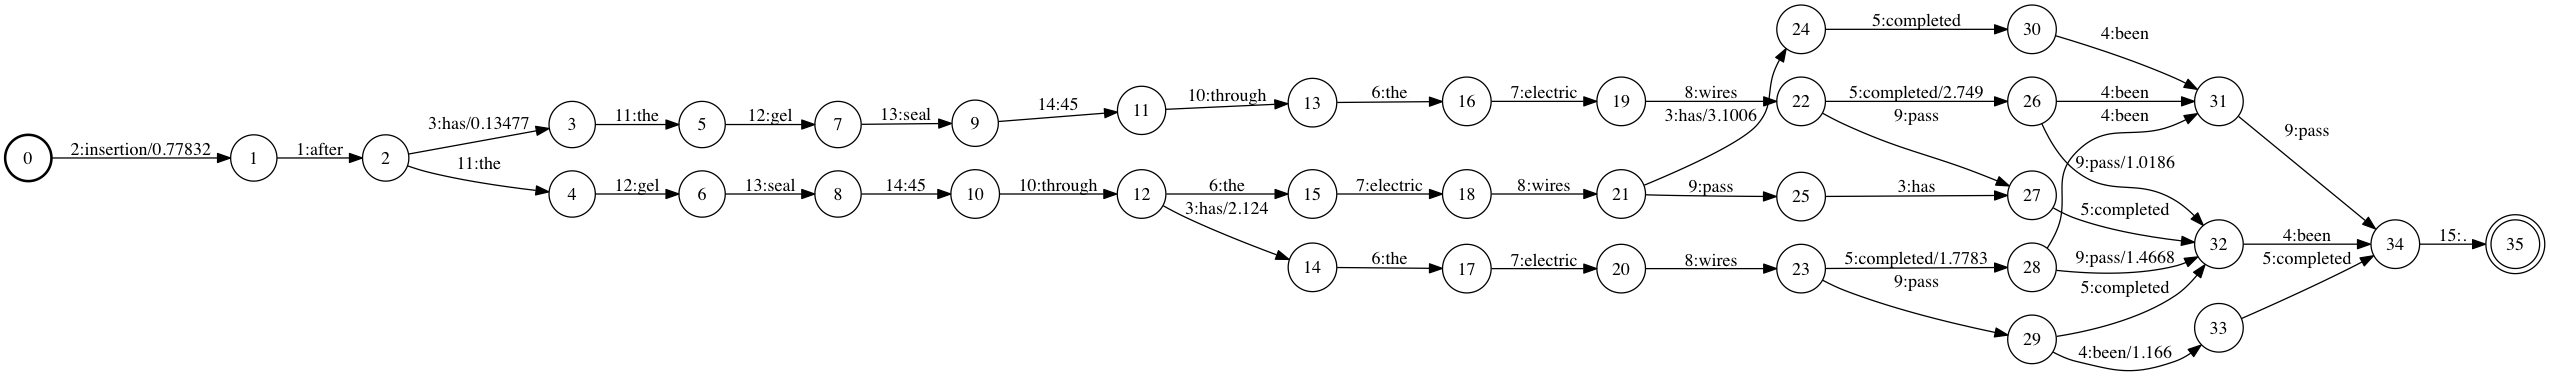 24
5:completed
30
4:been
3:has/0.13477
3
11:the
5
12:gel
7
13:seal
9
14:45
11
10:through
13
6:the
16
7:electric
19
8:wires
22
5:completed/2.749
26
4:been
31
3:has/3.1006
9:pass
4:been
9:pass
0
2:insertion/0.77832
1
1:after
2
11:the
4
12:gel
6
13:seal
8
14:45
10
10:through
12
6:the
15
7:electric
18
8:wires
21
9:pass
25
3:has
27
9:pass/1.0186
5:completed
3:has/2.124
14
6:the
17
7:electric
20
8:wires
23
5:completed/1.7783
28
9:pass/1.4668
32
4:been
34
15:.
35
9:pass
5:completed
5:completed
29
4:been/1.166
33